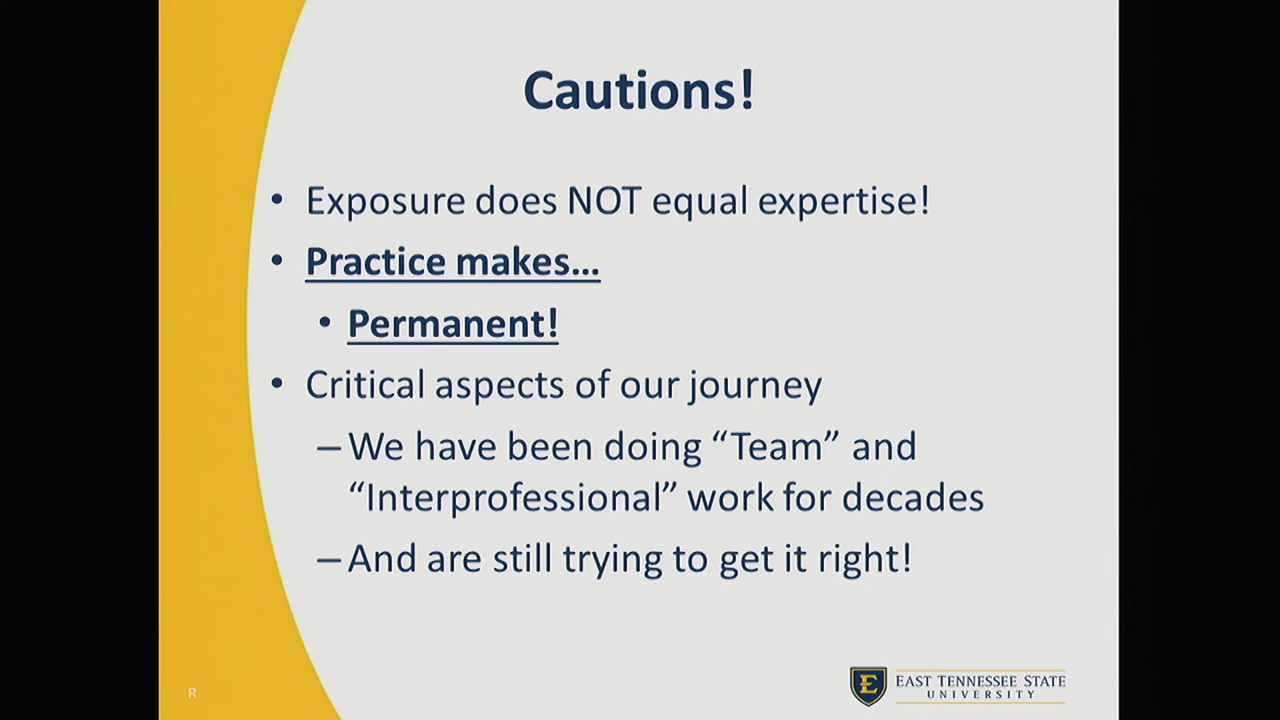 Cautions!
• Exposure does NOT equal expertise!
• Practice makes...
• Permanent!
• Critical aspects of our journey
–We have been doing “Team” and
“Interprofessional” work for decades
–And are still trying to get it right!
R
E
EAST TENNESSEE STATE
UNIVERSITY